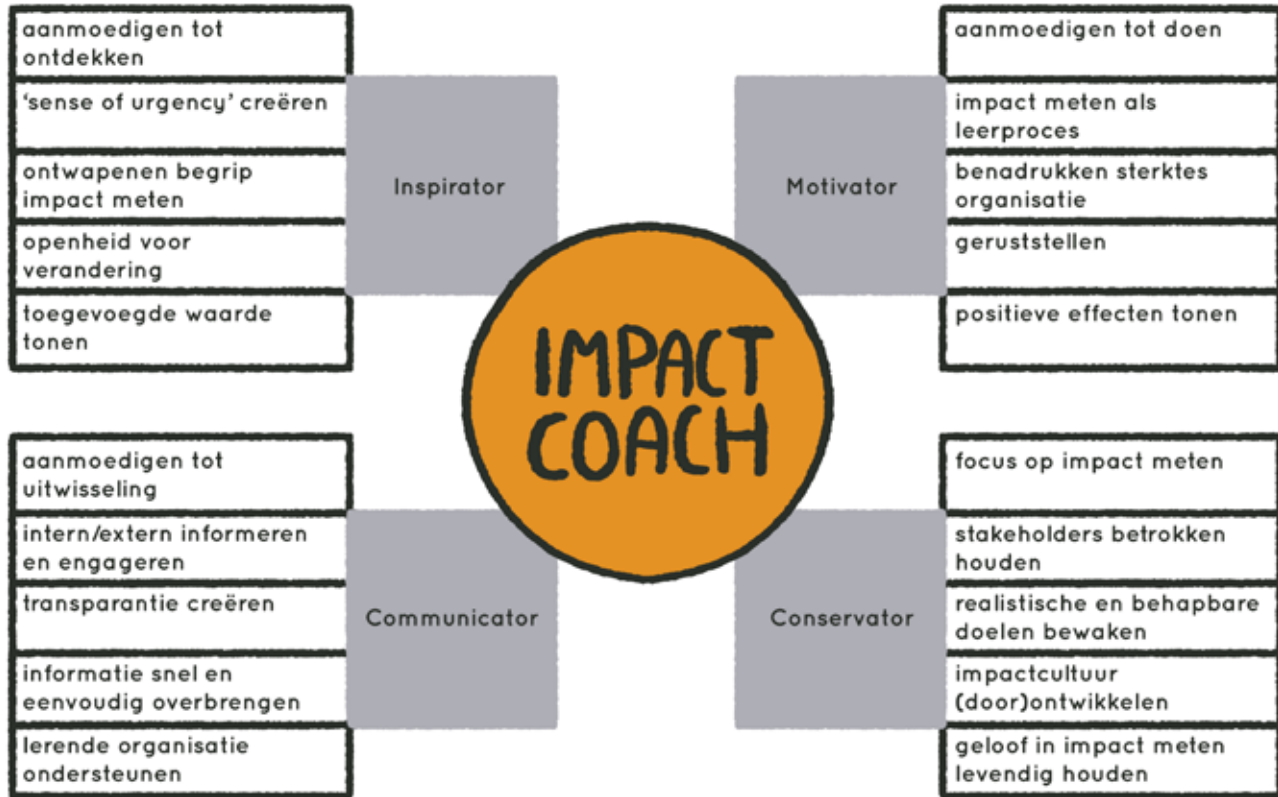 aanmoedigen tot
ontdekken
‘sense of urgency’ creëren
ontwapenen begrip
impact meten
openheid voor
verandering
toegevoegde waarde
tonen
Inspirator
Motivator
aanmoedigen tot doen
impact meten als
leerproces
benadrukken sterktes
organisatie
geruststellen
positieve effecten tonen
IMPACT
COACH
aanmoedigen tot
uitwisseling
intern/extern informeren
en engageren
transparantie creëren
informatie snel en
eenvoudig overbrengen
lerende organisatie
ondersteunen
Communicator
Conservator
focus op impact meten
stakeholders betrokken
houden
realistische en behapbare
doelen bewaken
impactcultuur
(door)ontwikkelen
geloof in impact meten
levendig houden